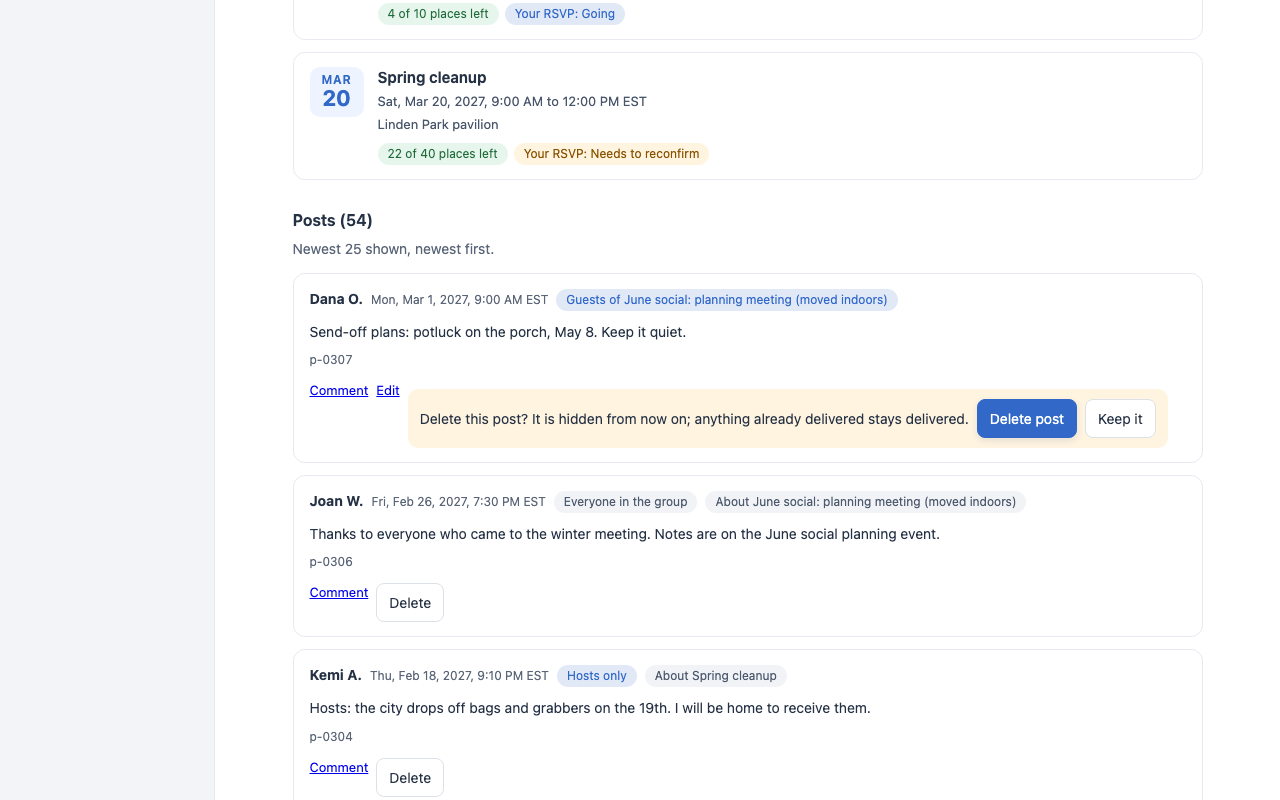 4 of 10 places left Your RSVP: Going
MAR
20
Spring cleanup
Sat, Mar 20, 2027, 9:00 AM to 12:00 PM EST
Linden Park pavilion
22 of 40 places left Your RSVP: Needs to reconfirm
Posts (54)
Newest 25 shown, newest first.
Dana O. Mon, Mar 1, 2027, 9:00 AM EST Guests of June social: planning meeting (moved indoors)
Send-off plans: potluck on the porch, May 8. Keep it quiet.
p-0307
Comment Edit
Delete this post? It is hidden from now on; anything already delivered stays delivered. Delete post Keep it
Joan W. Fri, Feb 26, 2027, 7:30 PM EST Everyone in the group About June social: planning meeting (moved indoors)
Thanks to everyone who came to the winter meeting. Notes are on the June social planning event.
p-0306
Comment Delete
Kemi A. Thu, Feb 18, 2027, 9:10 PM EST Hosts only About Spring cleanup
Hosts: the city drops off bags and grabbers on the 19th. I will be home to receive them.
p-0304
Comment Delete